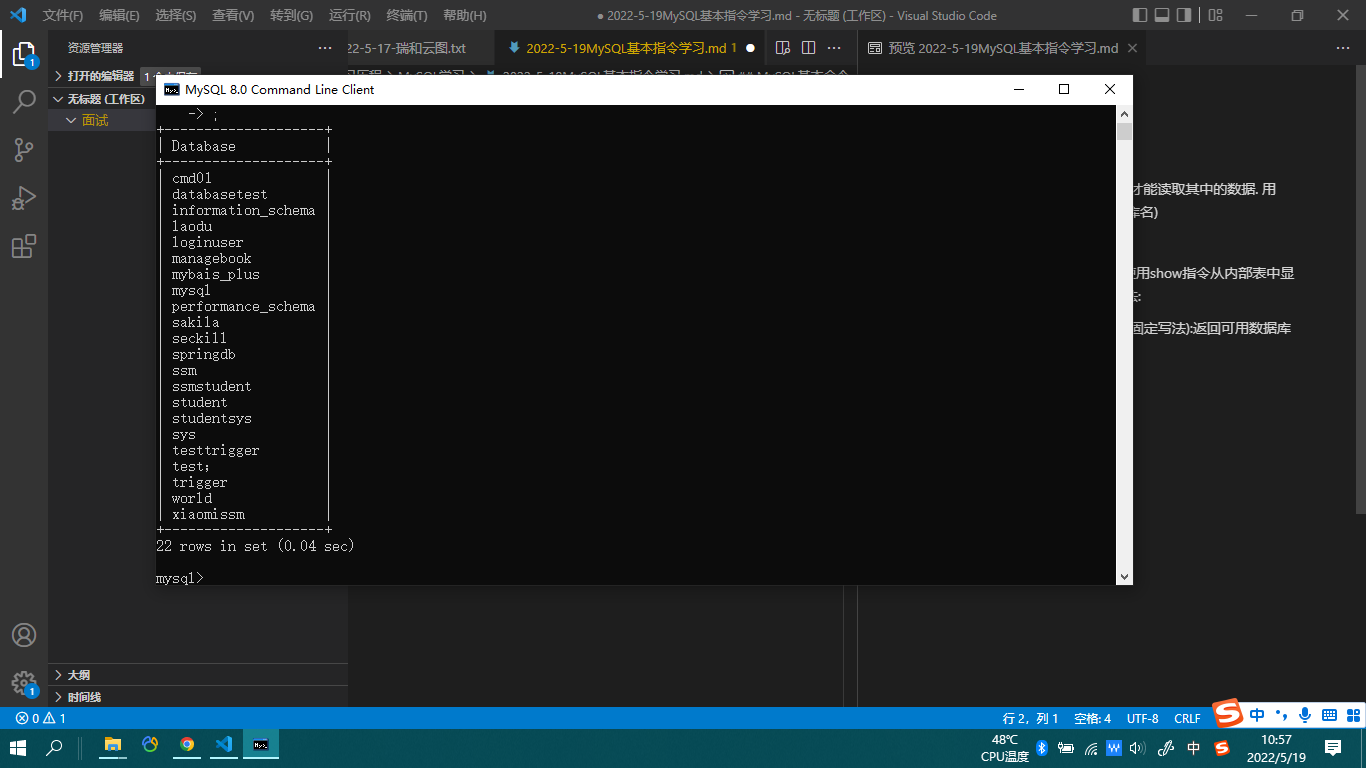 文件(F) 编辑(E) 选择(S) 查看(V) 转到(G) 运行(R) 终端(T) 帮助(H) ● 2022-5-19MySQL基本指令学习.md - 无标题 (工作区) - Visual Studio Code
资源管理器 ···
22-5-17-瑞和云图.txt 2022-5-19MySQL基本指令学习.md 1 ● ···
预览 2022-5-19MySQL基本指令学习.md ···
打开的编辑器
无标题 (工作区)
面试
MySQL 8.0 Command Line Client
-> ;
+--------------------+
| Database |
+--------------------+
| cmd01 |
| databasetest |
| information_schema |
| laodu |
| loginuser |
| managebook |
| mybais_plus |
| mysql |
| performance_schema |
| sakila |
| seckill |
| springdb |
| ssm |
| ssmstudent |
| student |
| studentsys |
| sys |
| testtrigger |
| test； |
| trigger |
| world |
| xiaomissm |
+--------------------+
22 rows in set (0.04 sec)
mysql>
才能读取其中的数据. 用
库名)
使用show指令从内部表中显
固定写法):返回可用数据库
大纲
时间线
0 1 行 2，列 1 空格: 4 UTF-8 CRLF
1
1
S 中
48℃
CPU温度
W 中 S
10:57
2022/5/19